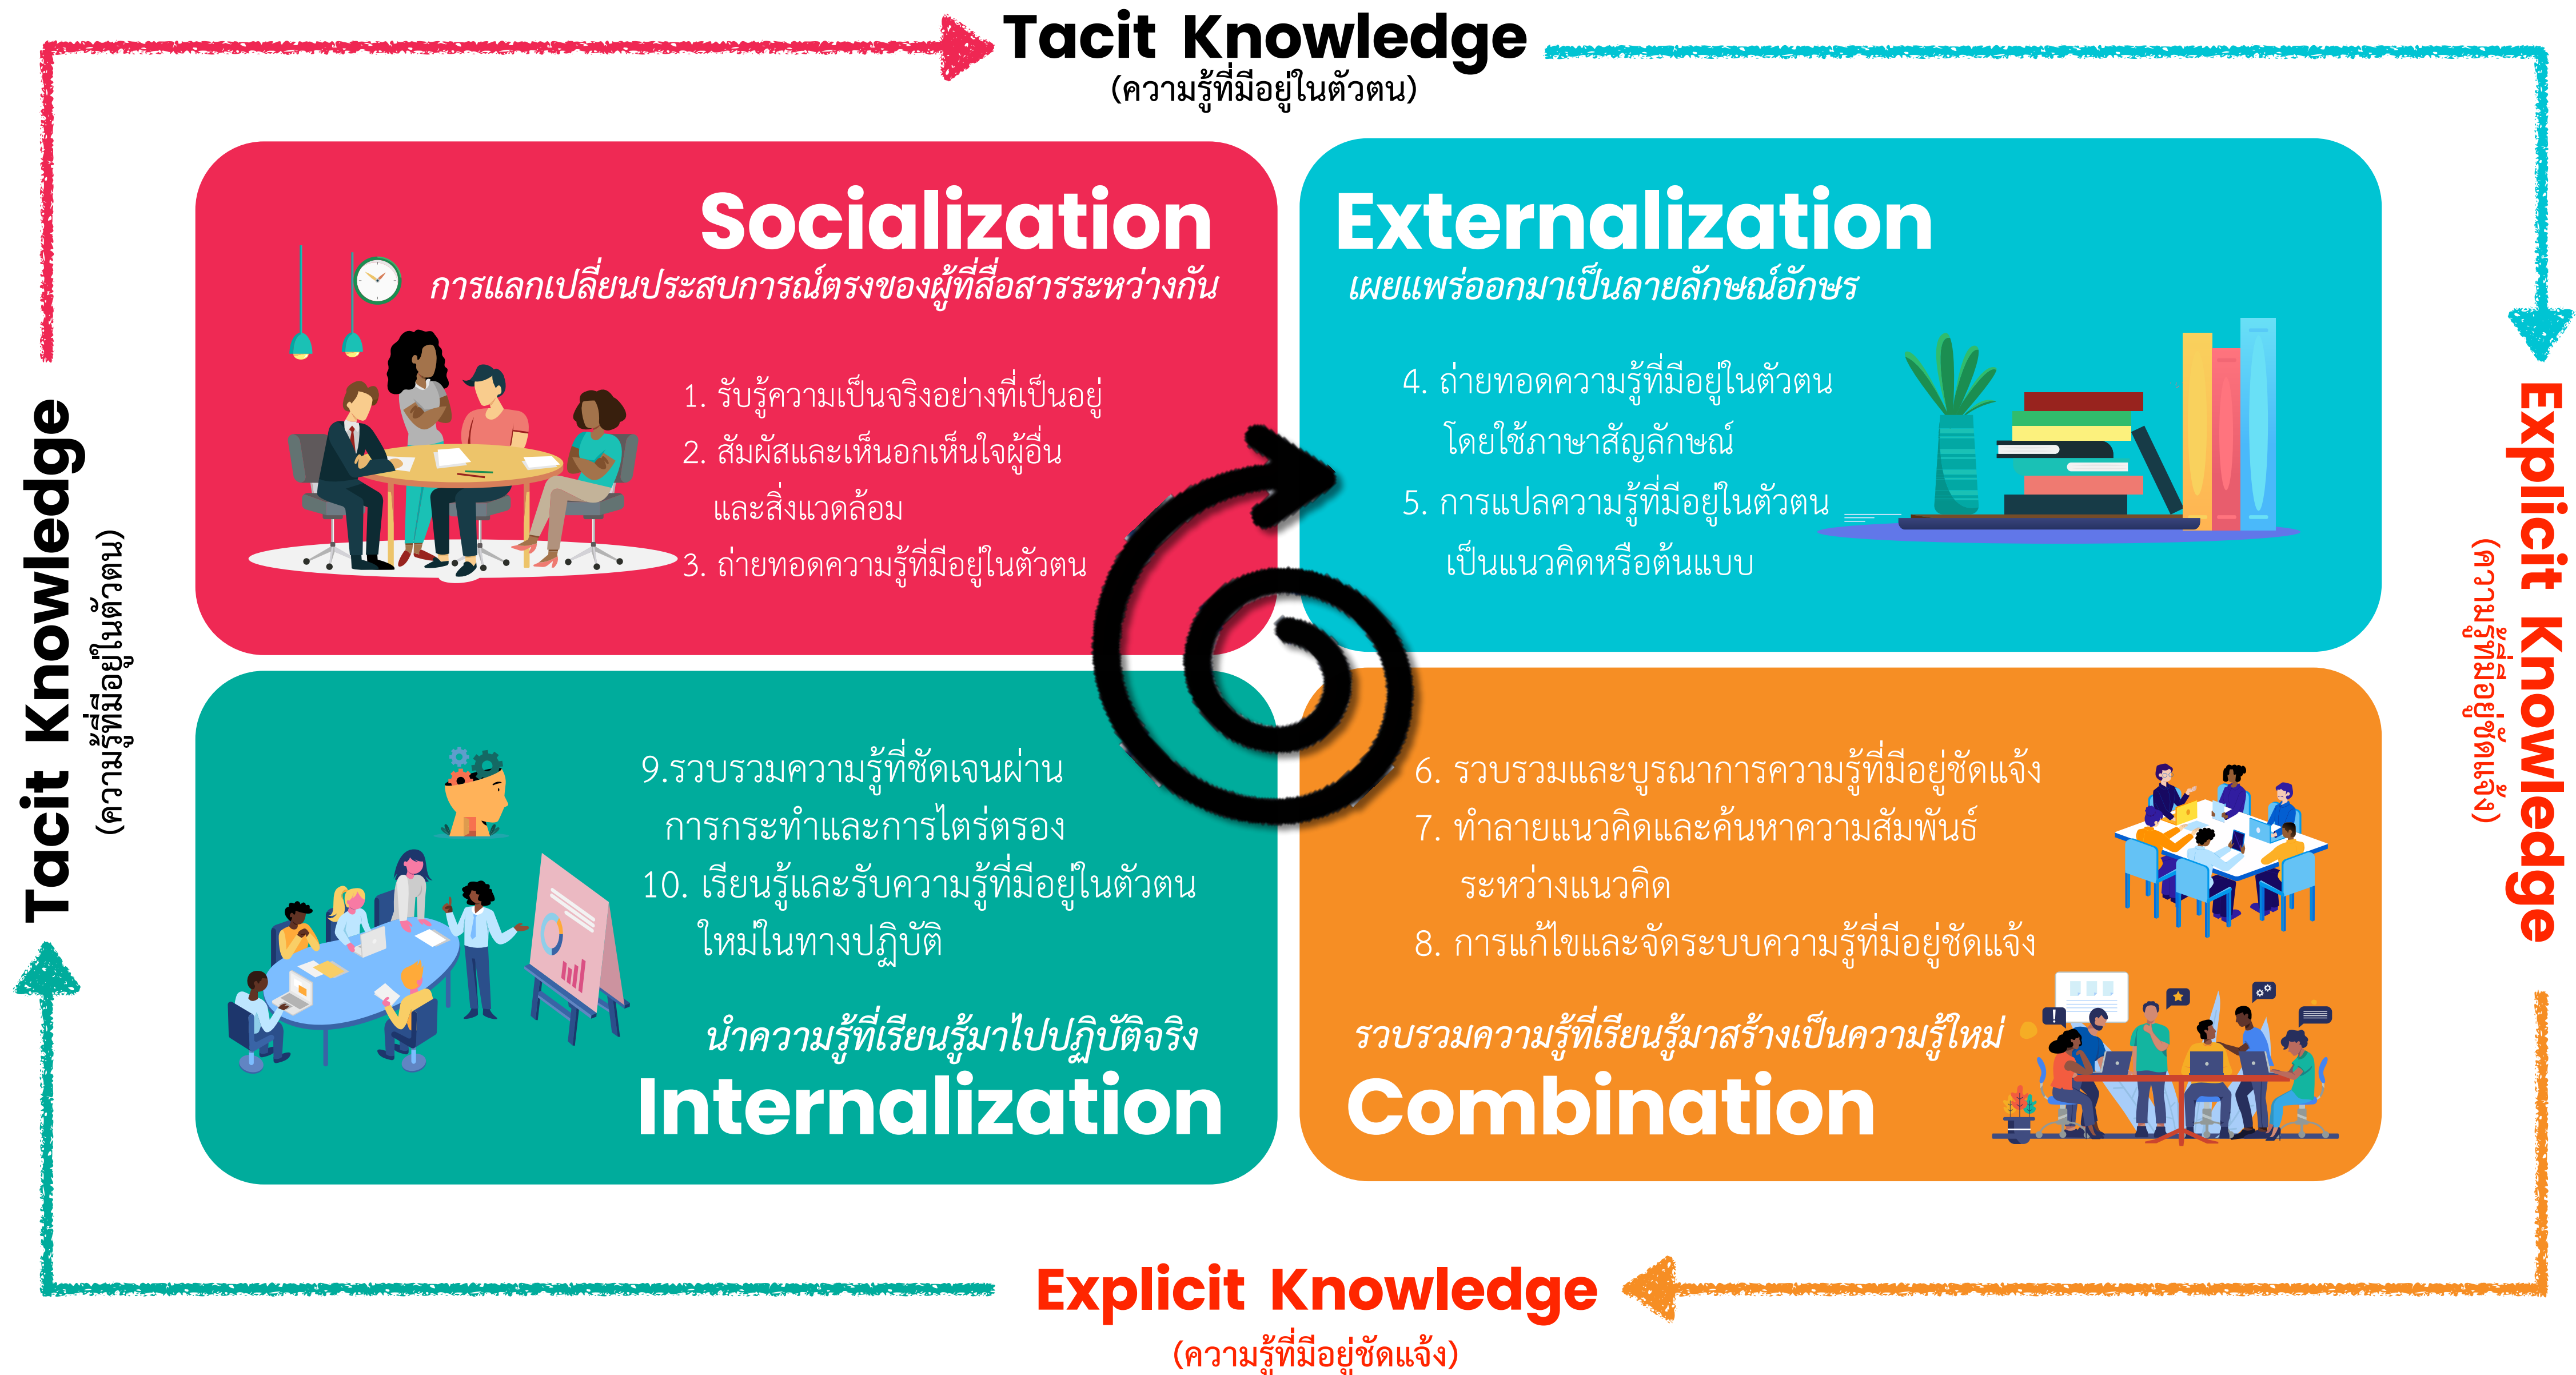 Tacit Knowledge
(ความรู้ที่มีอยู่ในตัวตน)
Tacit Knowledge
(ความรู้ที่มีอยู่ในตัวตน)
Socialization
การแลกเปลี่ยนประสบการณ์ตรงของผู้ที่สื่อสารระหว่างกัน
1. รับรู้ความเป็นจริงอย่างที่เป็นอยู่
2. สัมผัสและเห็นอกเห็นใจผู้อื่น
และสิ่งแวดล้อม
3. ถ่ายทอดความรู้ที่มีอยู่ในตัวตน
Externalization
เผยแพร่ออกมาเป็นลายลักษณ์อักษร
4. ถ่ายทอดความรู้ที่มีอยู่ในตัวตน
โดยใช้ภาษาสัญลักษณ์
5. การแปลความรู้ที่มีอยู่ในตัวตน
เป็นแนวคิดหรือต้นแบบ
Explicit Knowledge
(ความรู้ที่มีอยู่ชัดแจ้ง)
9.รวบรวมความรู้ที่ชัดเจนผ่าน
การกระทำและการไตร่ตรอง
10. เรียนรู้และรับความรู้ที่มีอยู่ในตัวตน
ใหม่ในทางปฏิบัติ
นำความรู้ที่เรียนรู้มาไปปฏิบัติจริง
Internalization
6. รวบรวมและบูรณาการความรู้ที่มีอยู่ชัดแจ้ง
7. ทำลายแนวคิดและค้นหาความสัมพันธ์
ระหว่างแนวคิด
8. การแก้ไขและจัดระบบความรู้ที่มีอยู่ชัดแจ้ง
รวบรวมความรู้ที่เรียนรู้มาสร้างเป็นความรู้ใหม่
Combination
Explicit Knowledge
(ความรู้ที่มีอยู่ชัดแจ้ง)